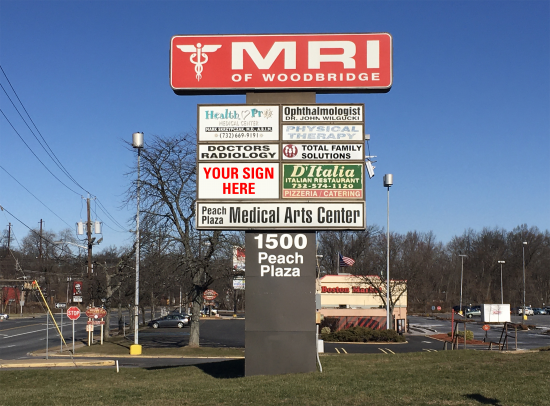 MRI
OF WOODBRIDGE
Health Pro
MEDICAL CENTER
(732)669-9191
Ophthalmologist
DR. JOHN WILGUCKI
PHYSICAL
THERAPY
DOCTORS
RADIOLOGY
TOTAL FAMILY
SOLUTIONS
YOUR SIGN
HERE
D'Italia
ITALIAN RESTAURANT
732-574-1120
PIZZERIA / CATERING
Peach
Plaza
Medical Arts Center
1500
Peach
Plaza
STOP
Boston Market